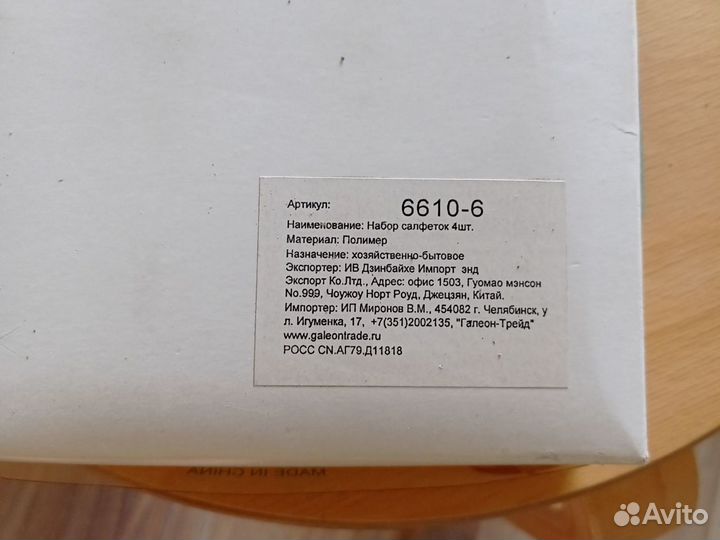 Артикул: 6610-6
Наименование: Набор салфеток 4шт.
Материал: Полимер
Назначение: хозяйственно-бытовое
Экспортер: ИВ Дзинбайхе Импорт энд
Экспорт Ко.Лтд., Адрес: офис 1503, Гуомао мэнсон
No.999, Чоужоу Норт Роуд, Джецзян, Китай.
Импортер: ИП Миронов В.М., 454082 г. Челябинск, у
л. Игуменка, 17, +7(351)2002135, "Галеон-Трейд"
www.galeontrade.ru
РОСС CN.АГ79.Д11818
MADE IN CHINA
Avito